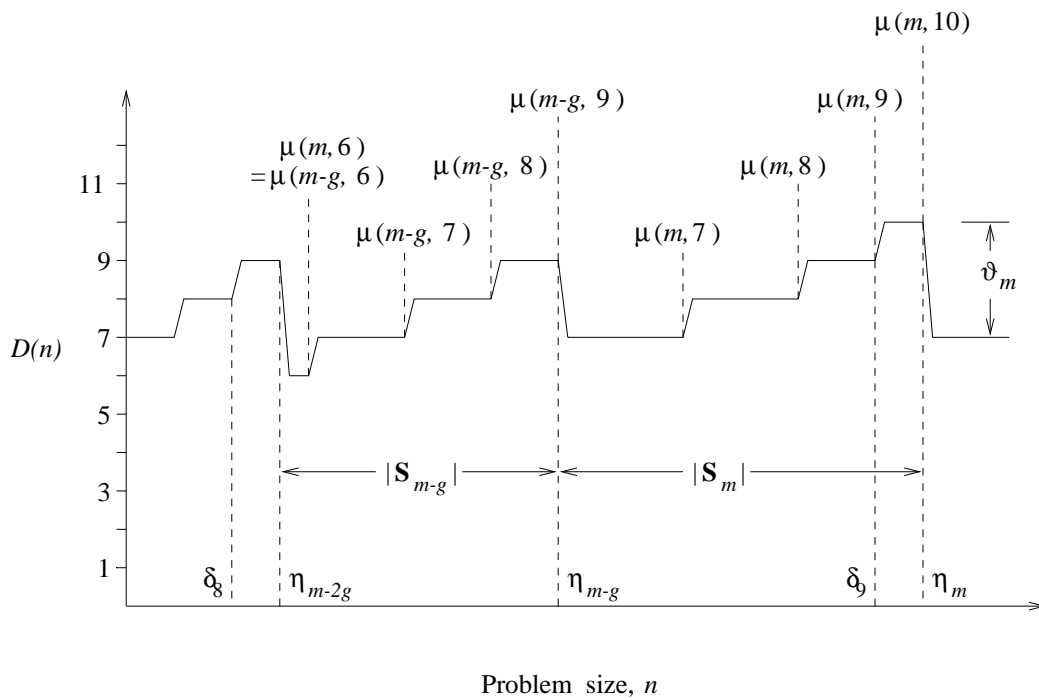 μ(m,10)
μ(m-g, 9)
μ(m,9)
μ(m,6)
=μ(m-g, 6)
μ(m-g, 8)
μ(m,8)
11
μ(m-g, 7)
μ(m,7)
9
ϑm
7
D(n)
5
|Sm-g|
|Sm|
3
1
δ8
ηm-2g
ηm-g
δ9
ηm
Problem size, n